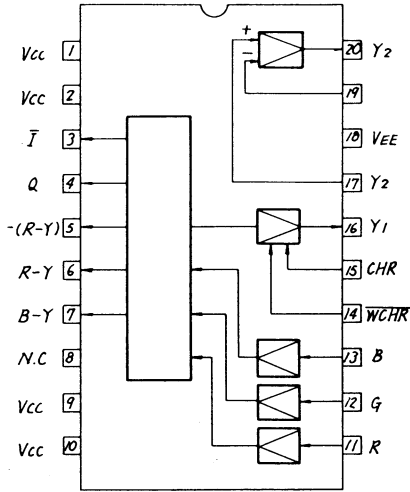 Vcc 1
Vcc 2
Ī 3
Q 4
-(R-Y) 5
R-Y 6
B-Y 7
N.C 8
Vcc 9
Vcc 10
+
−
20 Y2
19
18 VEE
17 Y2
16 Y1
15 CHR
14 W̅C̅H̅R̅
13 B
12 G
11 R